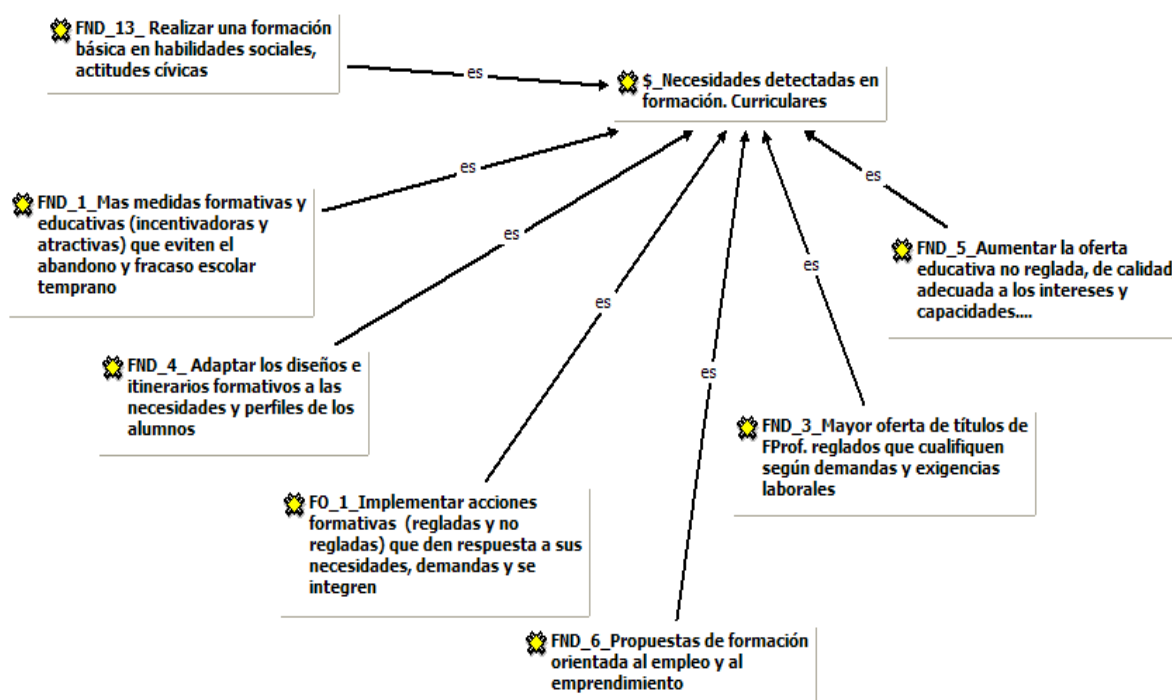 FND_13_ Realizar una formación
básica en habilidades sociales,
actitudes cívicas
es
$_Necesidades detectadas en
formación. Curriculares
es
FND_1_Mas medidas formativas y
educativas (incentivadoras y
atractivas) que eviten el
abandono y fracaso escolar
temprano
es
es
FND_5_Aumentar la oferta
educativa no reglada, de calidad
adecuada a los intereses y
capacidades....
es
es
FND_4_ Adaptar los diseños e
itinerarios formativos a las
necesidades y perfiles de los
alumnos
es
FND_3_Mayor oferta de títulos de
FProf. reglados que cualifiquen
según demandas y exigencias
laborales
FO_1_Implementar acciones
formativas (regladas y no
regladas) que den respuesta a sus
necesidades, demandas y se
integren
FND_6_Propuestas de formación
orientada al empleo y al
emprendimiento